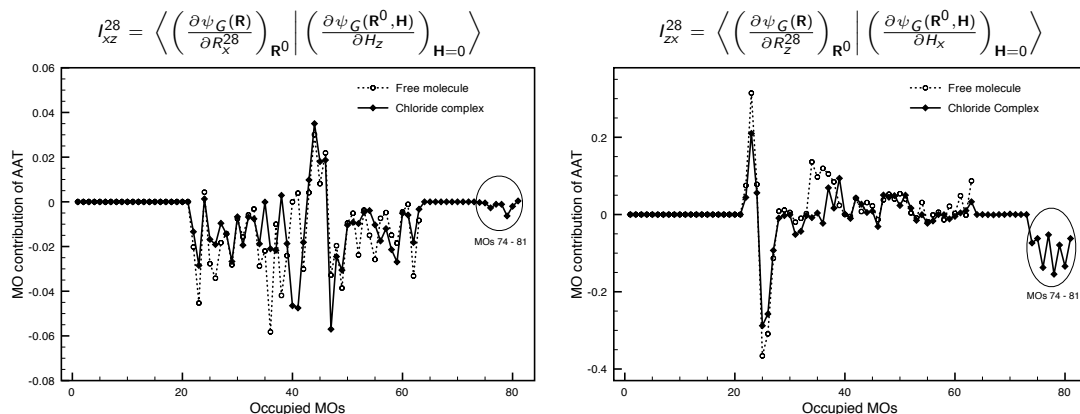 I_{xz}^{28} = ⟨ ( ∂ψ_G(R) / ∂R_x^{28} )_{R^0} | ( ∂ψ_G(R^0,H) / ∂H_z )_{H=0} ⟩
0.06
0.04
0.02
0
-0.02
-0.04
-0.06
-0.08
MO contribution of AAT
Free molecule
Chloride complex
MOs 74 - 81
0 20 40 60 80
Occupied MOs
I_{zx}^{28} = ⟨ ( ∂ψ_G(R) / ∂R_z^{28} )_{R^0} | ( ∂ψ_G(R^0,H) / ∂H_x )_{H=0} ⟩
0.2
0
-0.2
-0.4
MO contribution of AAT
Free molecule
Chloride Complex
MOs 74 - 81
0 20 40 60 80
Occupied MOs